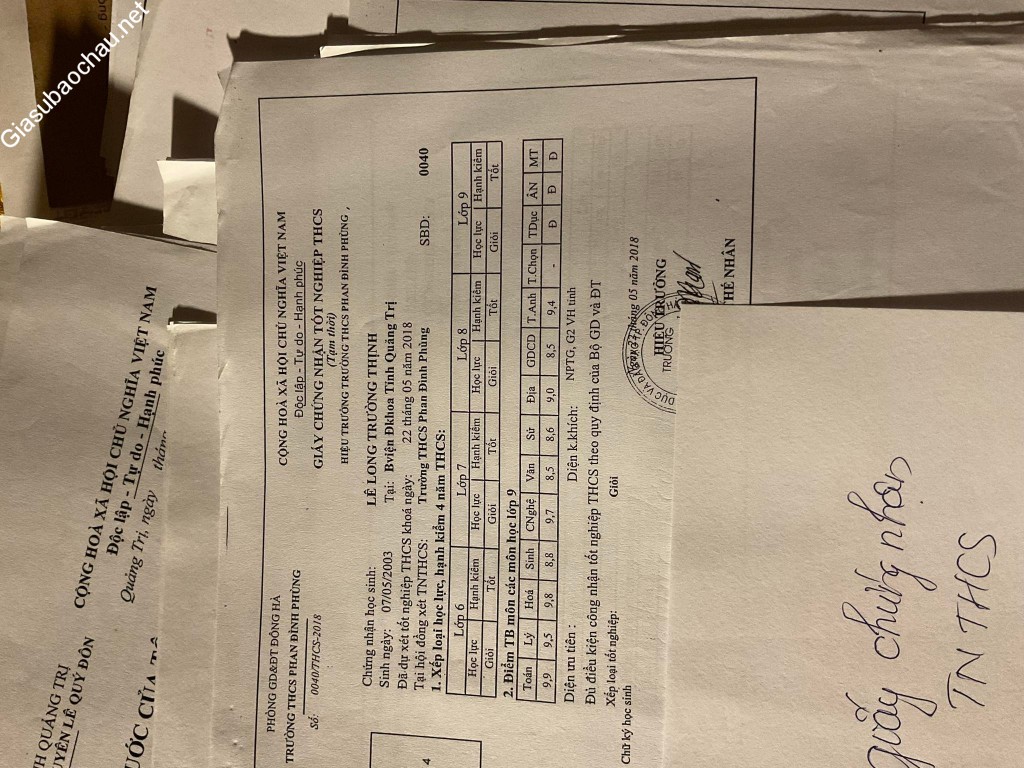 Giasubaochau.net
NH QUẢNG TRỊ
UYÊN LÊ QUÝ ĐÔN
CỘNG HOÀ XÃ HỘI CHỦ NGHĨA VIỆT NAM
Độc lập - Tự do - Hạnh phúc
Quảng Trị, ngày tháng
ƯỚC CỦA
PHÒNG GD&ĐT ĐÔNG HÀ
TRƯỜNG THCS PHAN ĐÌNH PHÙNG
Số: 0040/THCS-2018
CỘNG HOÀ XÃ HỘI CHỦ NGHĨA VIỆT NAM
Độc lập - Tự do - Hạnh phúc
GIẤY CHỨNG NHẬN TỐT NGHIỆP THCS
(Tạm thời)
HIỆU TRƯỞNG TRƯỜNG THCS PHAN ĐÌNH PHÙNG ,
4
Chứng nhận học sinh: LÊ LONG TRƯỜNG THỊNH
Sinh ngày: 07/05/2003 Tại: Bviện Đkhoa Tỉnh Quảng Trị
Đã dự xét tốt nghiệp THCS khoá ngày: 22 tháng 05 năm 2018
Tại hội đồng xét TNTHCS: Trường THCS Phan Đình Phùng SBD: 0040
1. Xếp loại học lực, hạnh kiểm 4 năm THCS:
Lớp 6 Lớp 7 Lớp 8 Lớp 9
Học lực Hạnh kiểm Học lực Hạnh kiểm Học lực Hạnh kiểm Học lực Hạnh kiểm
Giỏi Tốt Giỏi Tốt Giỏi Tốt Giỏi Tốt
2. Điểm TB môn các môn học lớp 9
Toán Lý Hoá Sinh CNghệ Văn Sử Địa GDCD T.Anh T.Chọn TDục ÂN MT
9,9 9,5 9,8 8,8 9,7 8,5 8,6 9,0 8,5 9,4 - Đ Đ Đ
Diện ưu tiên : Diện k.khích: NPTG, G2 VH tỉnh
Đủ điều kiện công nhận tốt nghiệp THCS theo quy định của Bộ GD và ĐT
Xếp loại tốt nghiệp: Giỏi
Chữ ký học sinh
Ngày 22 tháng 05 năm 2018
HIỆU TRƯỞNG
TRƯỜNG
THẾ NHÂN
giấy chứng nhận
TN THCS